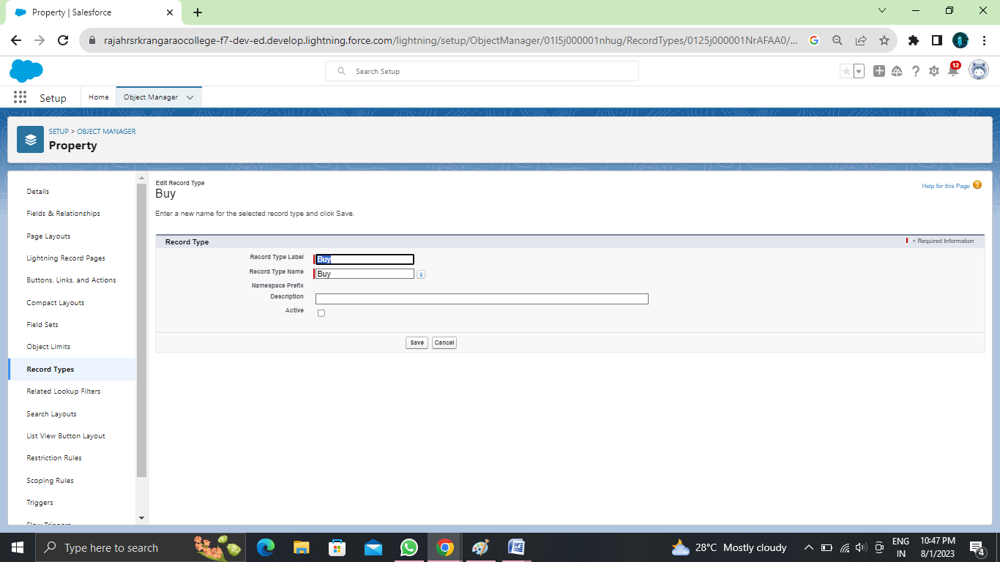 Property | Salesforce
rajahrsrkrangaraocollege-f7-dev-ed.develop.lightning.force.com/lightning/setup/ObjectManager/01I5j000001nhug/RecordTypes/0125j000001NrAFAA0/...
Search Setup
12
Setup
Home
Object Manager
SETUP > OBJECT MANAGER
Property
Details
Fields & Relationships
Page Layouts
Lightning Record Pages
Buttons, Links, and Actions
Compact Layouts
Field Sets
Object Limits
Record Types
Related Lookup Filters
Search Layouts
List View Button Layout
Restriction Rules
Scoping Rules
Triggers
Flow Triggers
Edit Record Type
Buy
Help for this Page ?
Enter a new name for the selected record type and click Save.
Record Type
= Required Information
Record Type Label Buy
Record Type Name Buy i
Namespace Prefix
Description
Active
Save Cancel
Type here to search
28°C Mostly cloudy
ENG
IN
10:47 PM
8/1/2023
4